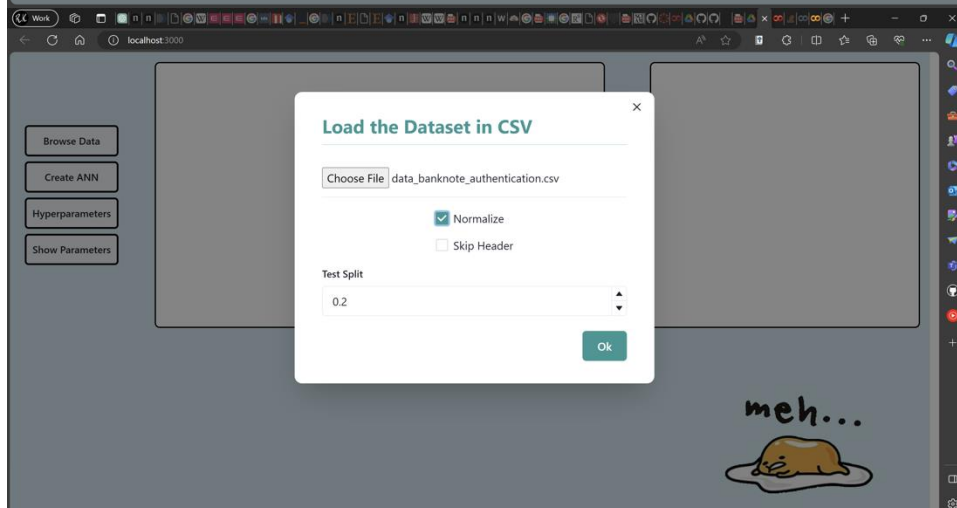 Work
localhost:3000
Load the Dataset in CSV
Browse Data
Choose File data_banknote_authentication.csv
Create ANN
Normalize
Hyperparameters
Skip Header
Show Parameters
Test Split
0.2
Ok
meh...